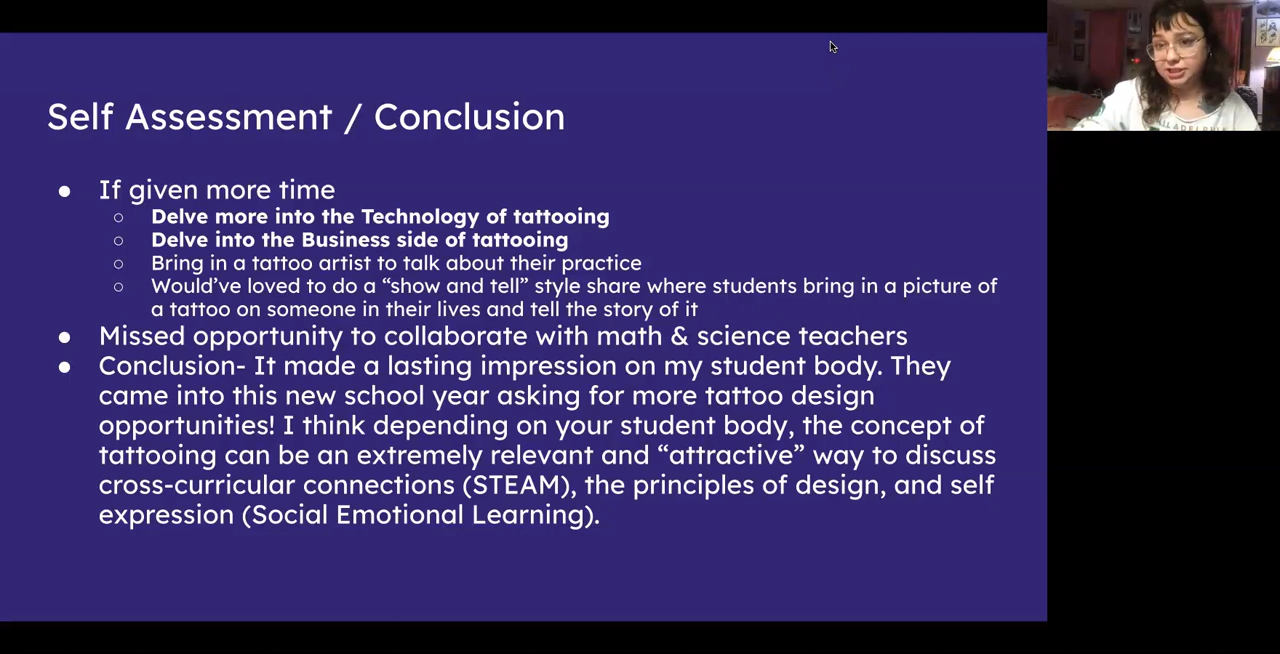 Self Assessment / Conclusion
● If given more time
○ Delve more into the Technology of tattooing
○ Delve into the Business side of tattooing
○ Bring in a tattoo artist to talk about their practice
○ Would’ve loved to do a “show and tell” style share where students bring in a picture of
a tattoo on someone in their lives and tell the story of it
● Missed opportunity to collaborate with math & science teachers
● Conclusion- It made a lasting impression on my student body. They
came into this new school year asking for more tattoo design
opportunities! I think depending on your student body, the concept of
tattooing can be an extremely relevant and “attractive” way to discuss
cross-curricular connections (STEAM), the principles of design, and self
expression (Social Emotional Learning).